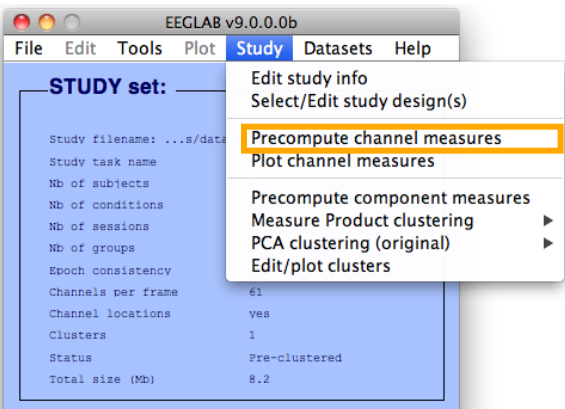 EEGLAB v9.0.0.0b
File Edit Tools Plot Study Datasets Help
STUDY set:
Edit study info
Select/Edit study design(s)
Precompute channel measures
Plot channel measures
Precompute component measures
Measure Product clustering
PCA clustering (original)
Edit/plot clusters
Study filename: ...s/data
Study task name
Nb of subjects
Nb of conditions
Nb of sessions
Nb of groups
Epoch consistency
Channels per frame 61
Channel locations yes
Clusters 1
Status Pre-clustered
Total size (Mb) 8.2